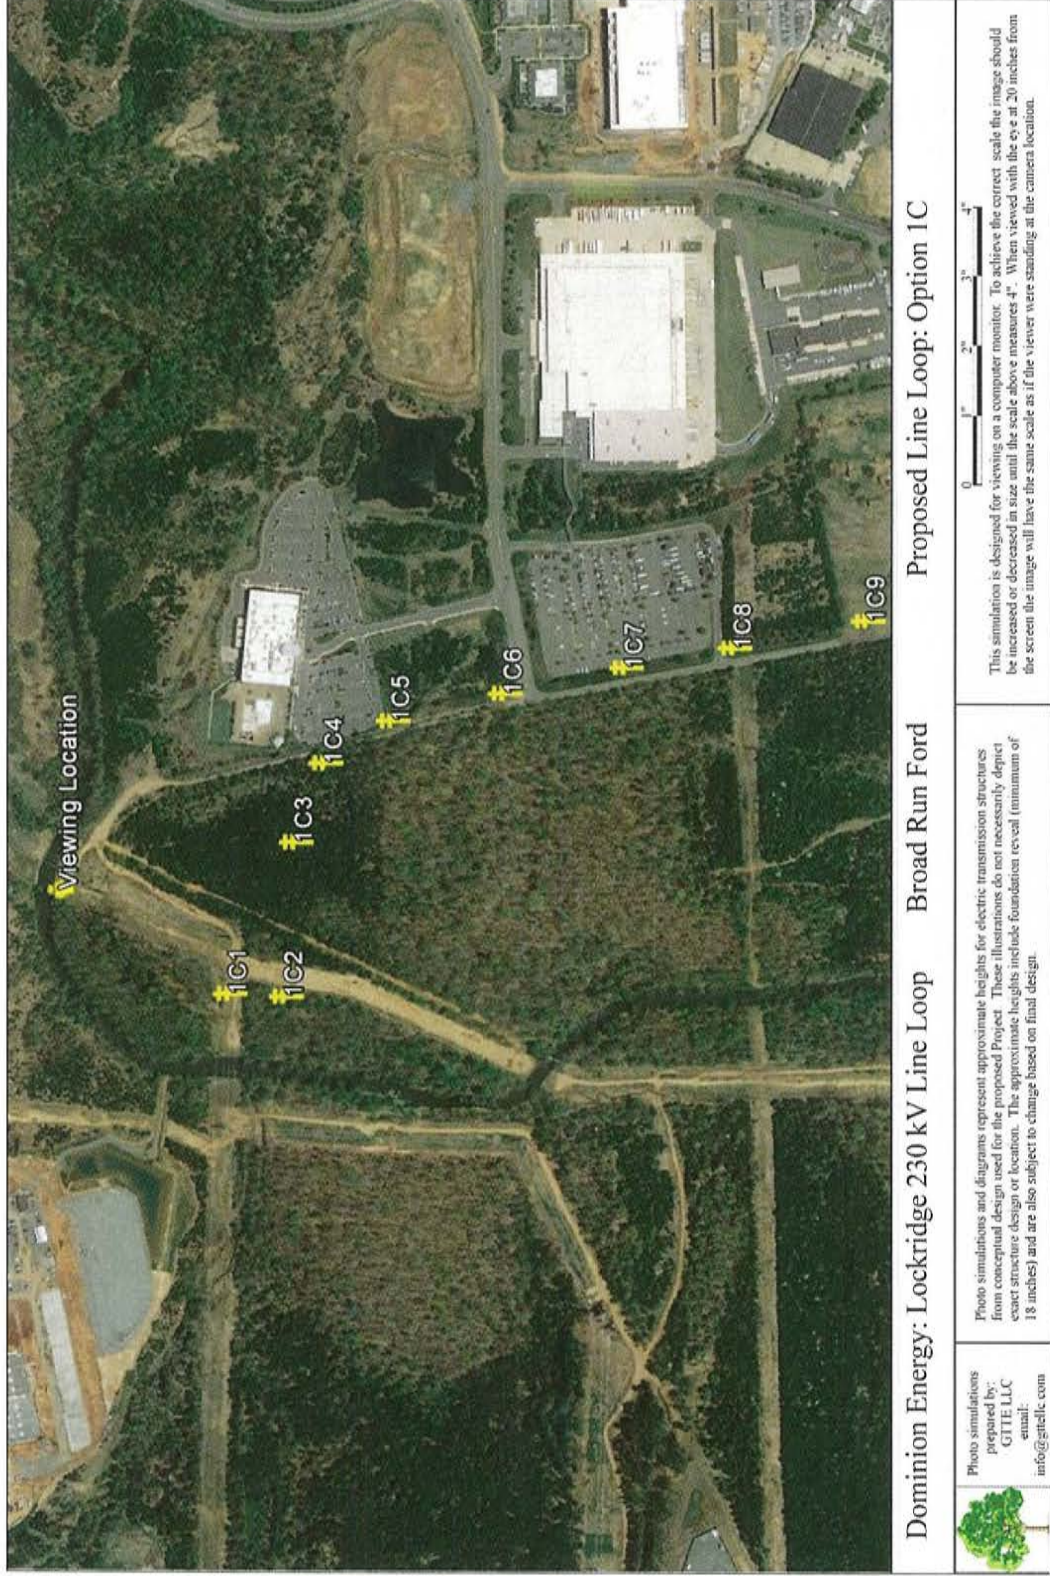 Viewing Location
1C1
1C2
1C3
1C4
1C5
1C6
1C7
1C8
1C9
Dominion Energy: Lockridge 230 kV Line Loop Broad Run Ford Proposed Line Loop: Option 1C
Photo simulations
prepared by:
GTTE LLC
email:
info@gttellc.com
Photo simulations and diagrams represent approximate heights for electric transmission structures
from conceptual design used for the proposed Project These illustrations do not necessarily depict
exact structure design or location. The approximate heights include foundation reveal (minimum of
18 inches) and are also subject to change based on final design.
0 1" 2" 3" 4"
This simulation is designed for viewing on a computer monitor. To achieve the correct scale the image should
be increased or decreased in size until the scale above measures 4". When viewed with the eye at 20 inches from
the screen the image will have the same scale as if the viewer were standing at the camera location.